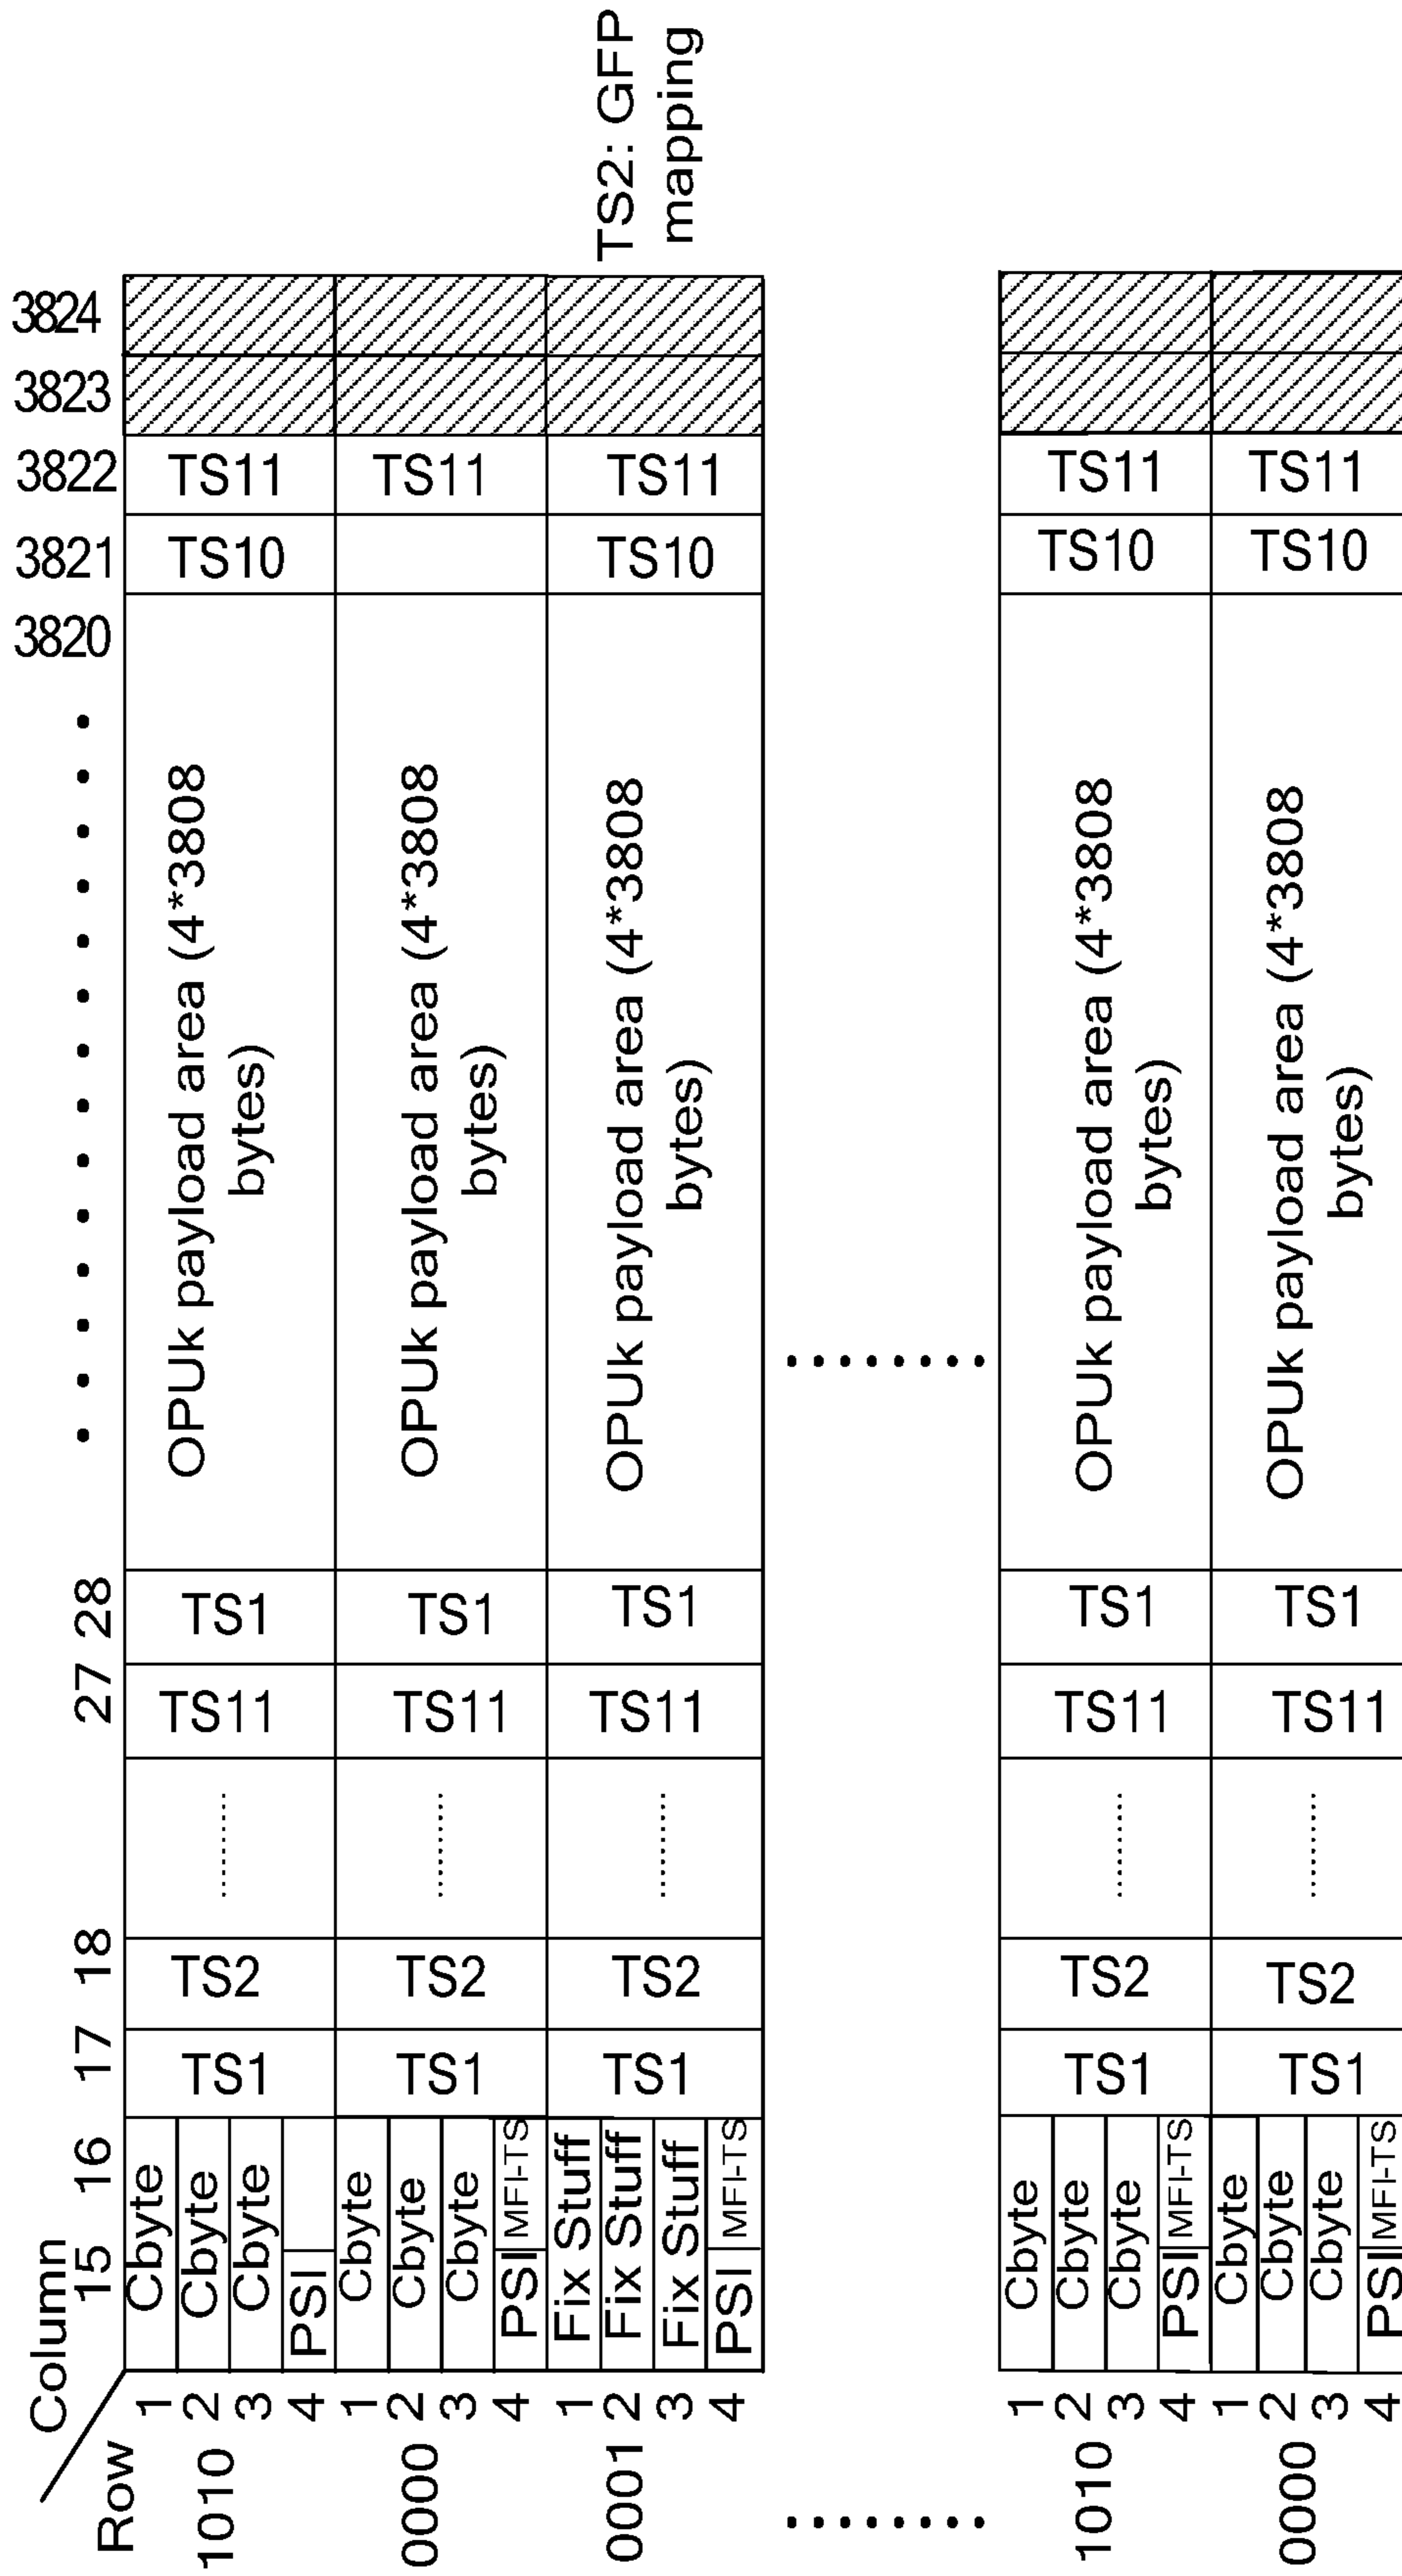 Column
Row
15 16 17 18 27 28 3820 3821 3822 3823 3824
1010
1 Cbyte
2 Cbyte
3 Cbyte
4 PSI
TS1 TS2 ........... TS11 TS1
OPUk payload area (4*3808
bytes)
TS10 TS11
0000
1 Cbyte
2 Cbyte
3 Cbyte
4 PSI MFI-TS
TS1 TS2 ........... TS11 TS1
OPUk payload area (4*3808
bytes)
TS11
0001
1 Fix Stuff
2 Fix Stuff
3 Fix Stuff
4 PSI MFI-TS
TS1 TS2 ........... TS11 TS1
OPUk payload area (4*3808
bytes)
TS10 TS11
TS2: GFP
mapping
1010
1 Cbyte
2 Cbyte
3 Cbyte
4 PSI MFI-TS
TS1 TS2 ........... TS11 TS1
OPUk payload area (4*3808
bytes)
TS10 TS11
0000
1 Cbyte
2 Cbyte
3 Cbyte
4 PSI MFI-TS
TS1 TS2 ........... TS11 TS1
OPUk payload area (4*3808
bytes)
TS10 TS11